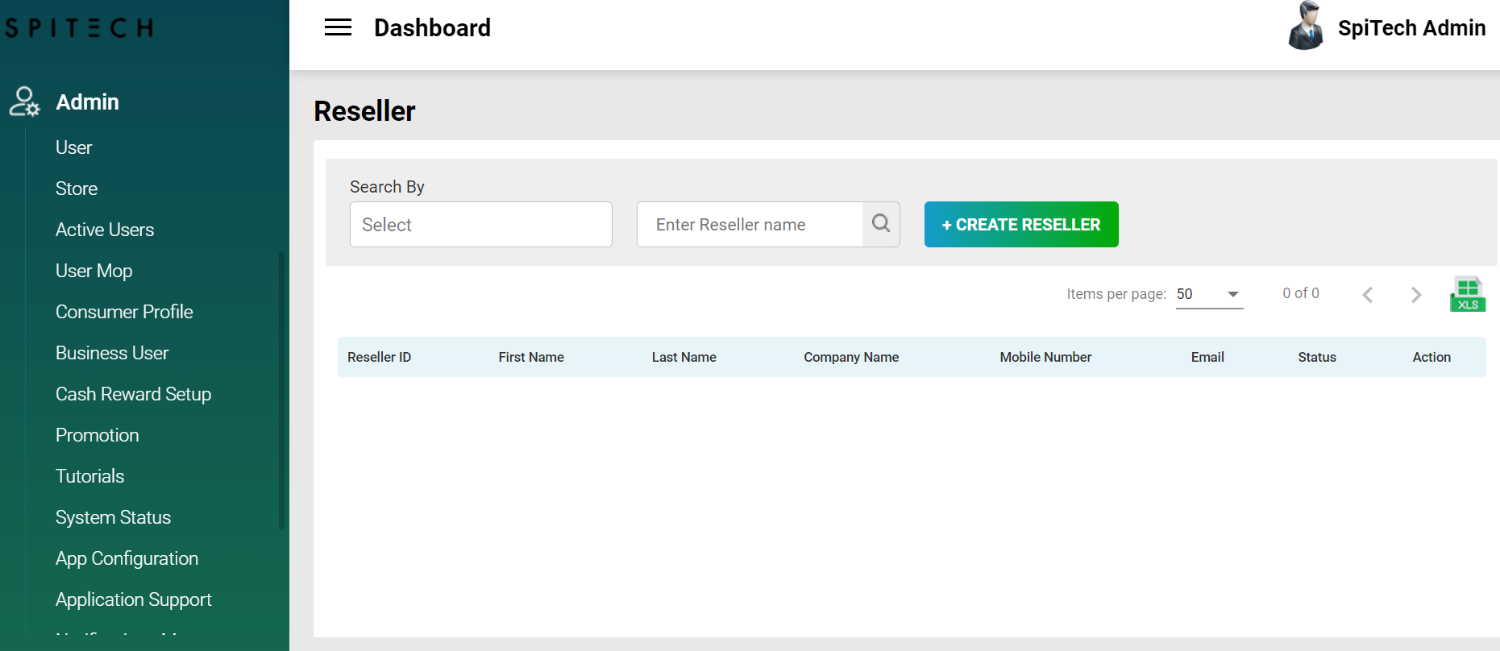 SPITECH
Dashboard
SpiTech Admin
Admin
User
Store
Active Users
User Mop
Consumer Profile
Business User
Cash Reward Setup
Promotion
Tutorials
System Status
App Configuration
Application Support
Reseller
Search By
Select
Enter Reseller name
+ CREATE RESELLER
Items per page: 50
0 of 0
XLS
Reseller ID First Name Last Name Company Name Mobile Number Email Status Action